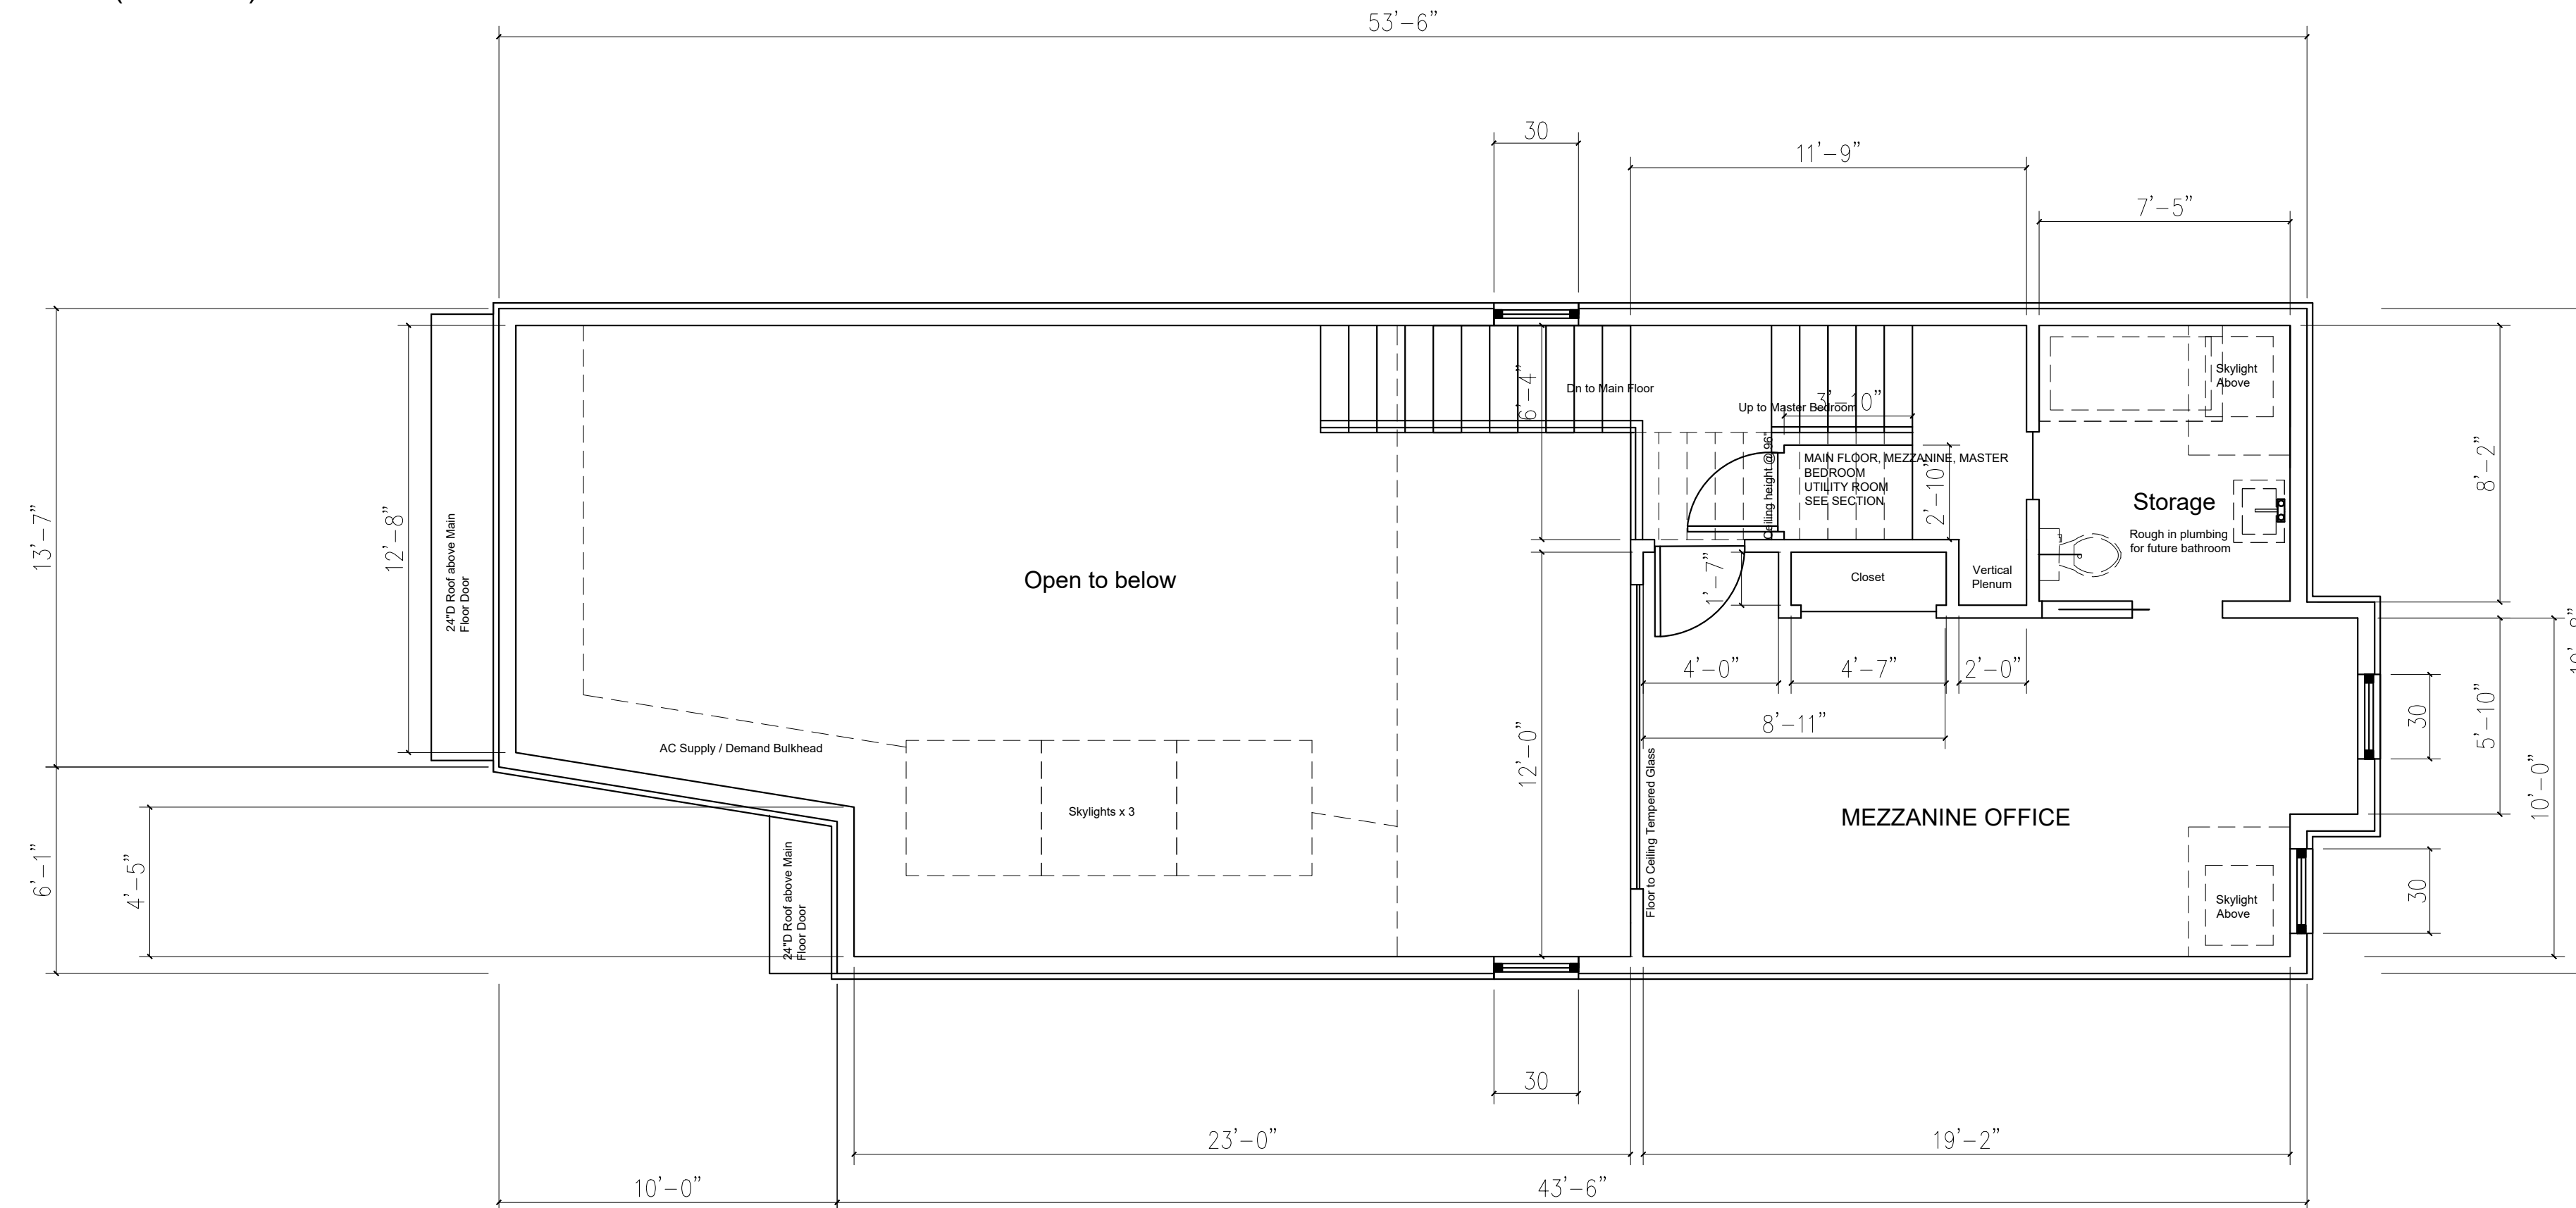 53’-6”
30
11’-9”
7’-5”
13’-7”
12’-8”
24"D Roof above Main
Floor Door
6’-4”
Dn to Main Floor
Up to Master Bedroom
3’-10”
Skylight
Above
Ceiling height @ 96"
MAIN FLOOR, MEZZANINE, MASTER
BEDROOM
UTILITY ROOM
SEE SECTION
2’-10”
8’-2”
Storage
Rough in plumbing
for future bathroom
Open to below
1’-7”
Closet
Vertical
Plenum
4’-0”
4’-7”
2’-0”
8’-11”
30
5’-10”
10’-0”
AC Supply / Demand Bulkhead
12’-0”
Floor to Ceiling Tempered Glass
Skylights x 3
MEZZANINE OFFICE
6’-1”
4’-5”
24"D Roof above Main
Floor Door
Skylight
Above
30
30
23’-0”
19’-2”
10’-0”
43’-6”